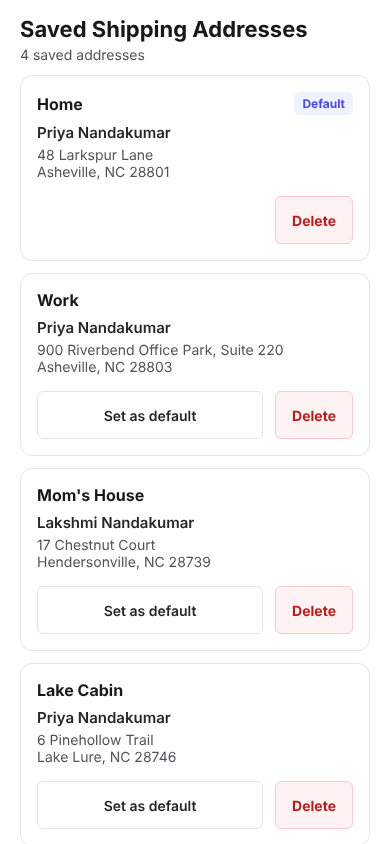 Saved Shipping Addresses
4 saved addresses
Home
Default
Priya Nandakumar
48 Larkspur Lane
Asheville, NC 28801
Delete
Work
Priya Nandakumar
900 Riverbend Office Park, Suite 220
Asheville, NC 28803
Set as default
Delete
Mom's House
Lakshmi Nandakumar
17 Chestnut Court
Hendersonville, NC 28739
Set as default
Delete
Lake Cabin
Priya Nandakumar
6 Pinehollow Trail
Lake Lure, NC 28746
Set as default
Delete